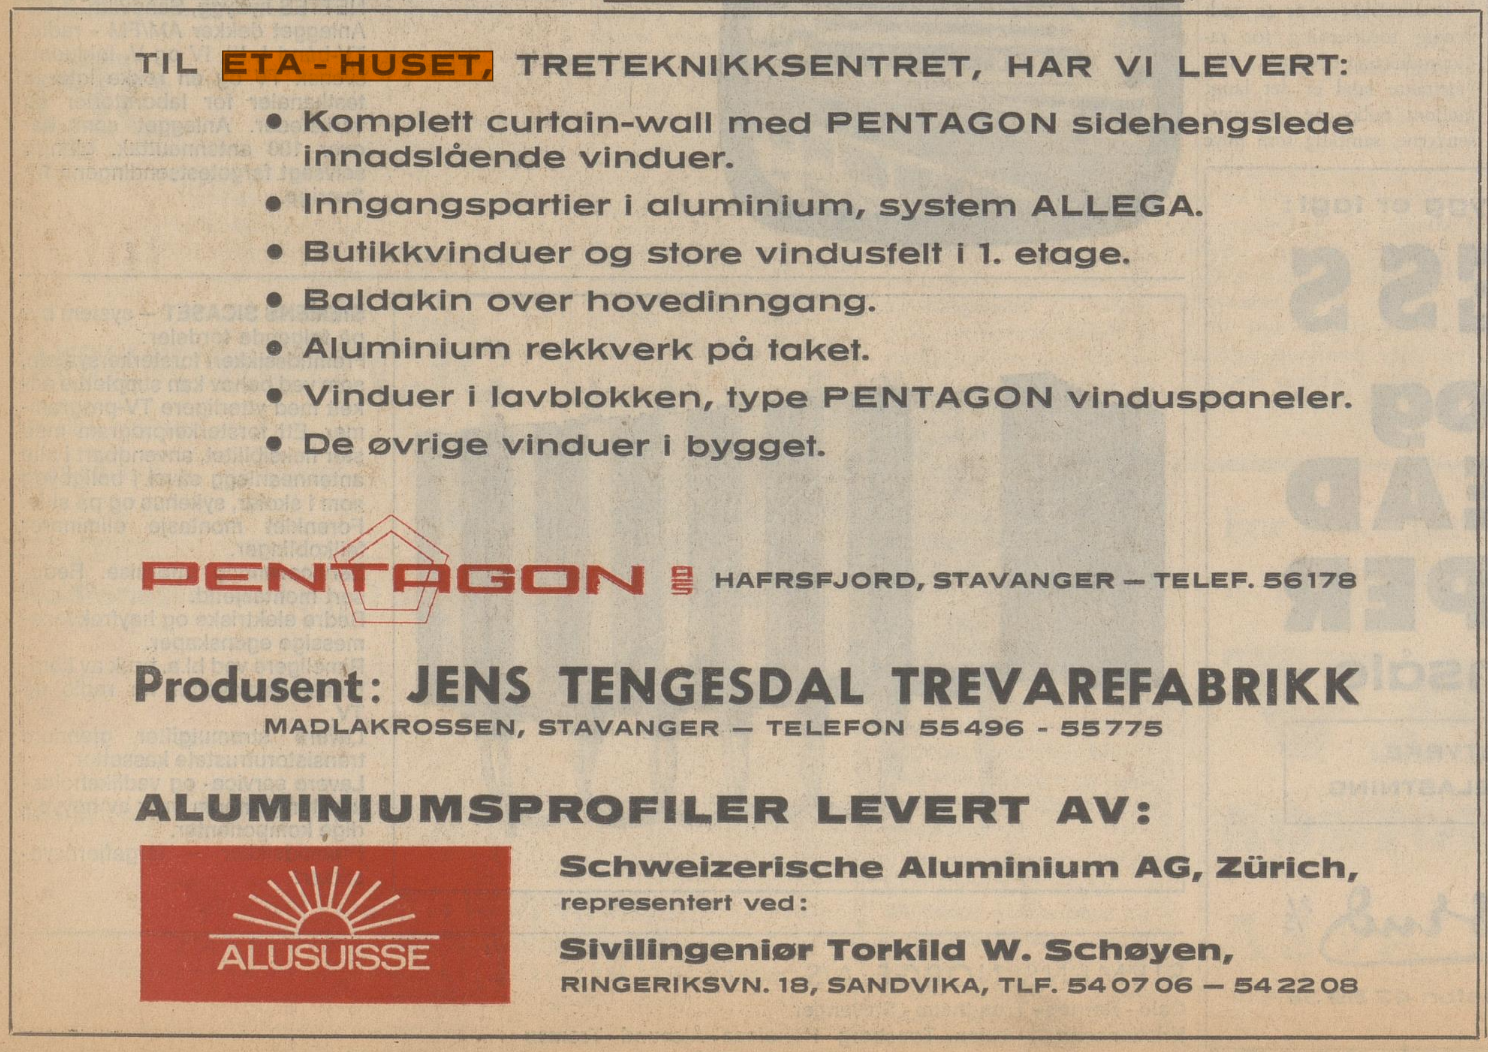 TIL ETA - HUSET, TRETEKNIKKSENTRET, HAR VI LEVERT:
● Komplett curtain-wall med PENTAGON sidehengslede
innadslående vinduer.
● Inngangspartier i aluminium, system ALLEGA.
● Butikkvinduer og store vindusfelt i 1. etage.
● Baldakin over hovedinngang.
● Aluminium rekkverk på taket.
● Vinduer i lavblokken, type PENTAGON vinduspaneler.
● De øvrige vinduer i bygget.
PENTAGON A/S HAFRSFJORD, STAVANGER — TELEF. 56178
Produsent: JENS TENGESDAL TREVAREFABRIKK
MADLAKROSSEN, STAVANGER — TELEFON 55 496 - 55 775
ALUMINIUMSPROFILER LEVERT AV:
Schweizerische Aluminium AG, Zürich,
representert ved:
ALUSUISSE
Sivilingeniør Torkild W. Schøyen,
RINGERIKSVN. 18, SANDVIKA, TLF. 54 07 06 — 54 22 08